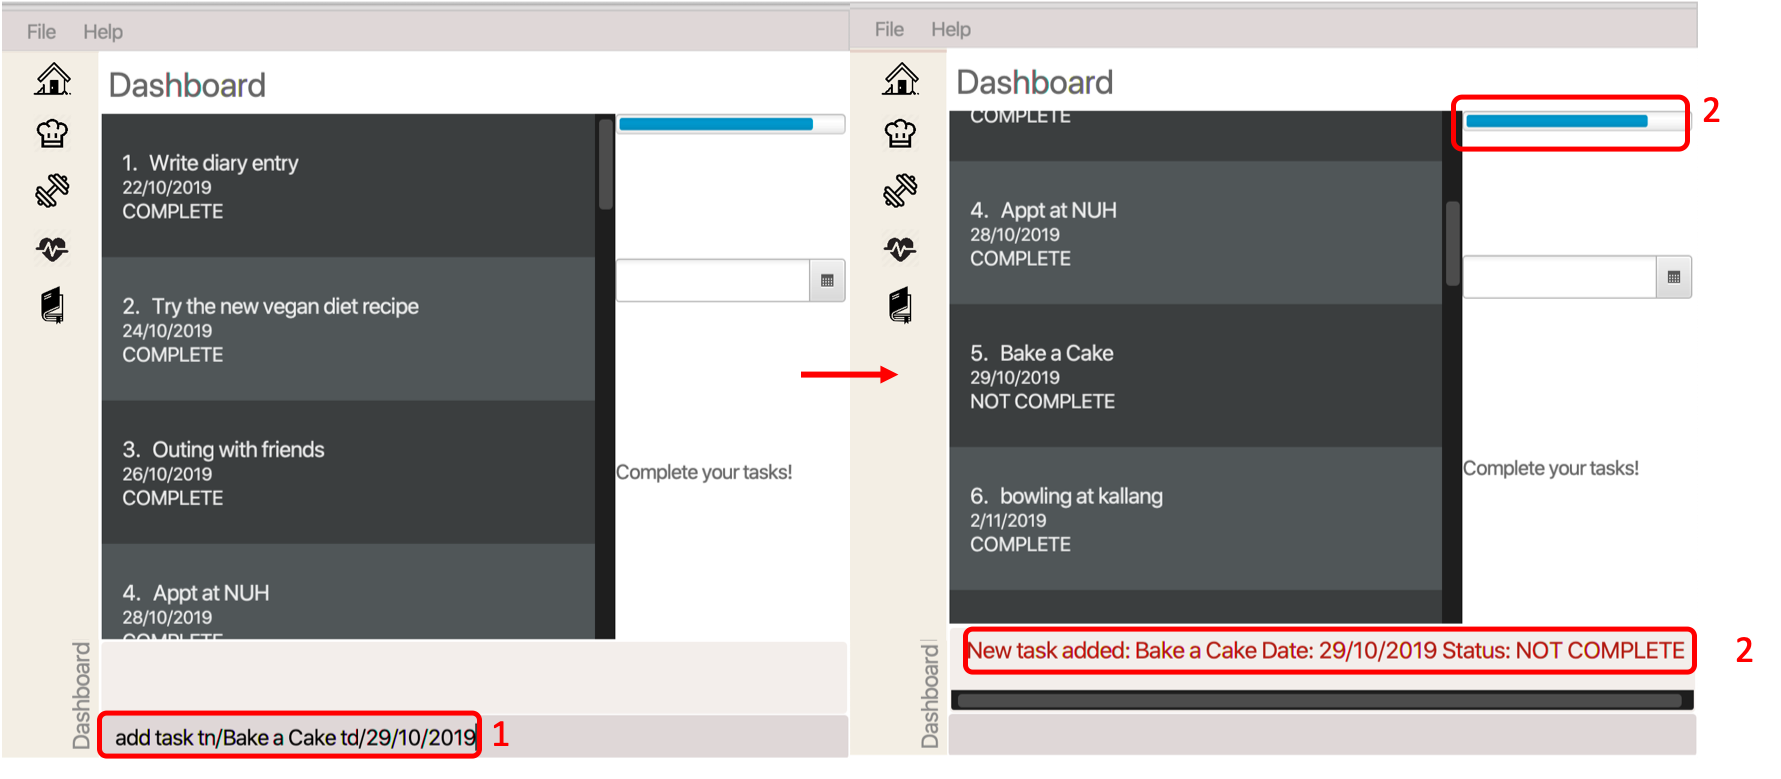 File Help
Dashboard
1. Write diary entry
22/10/2019
COMPLETE
2. Try the new vegan diet recipe
24/10/2019
COMPLETE
3. Outing with friends
26/10/2019
COMPLETE
4. Appt at NUH
28/10/2019
COMPLETE
Complete your tasks!
Dashboard
add task tn/Bake a Cake td/29/10/2019
1
File Help
Dashboard
COMPLETE
2
4. Appt at NUH
28/10/2019
COMPLETE
5. Bake a Cake
29/10/2019
NOT COMPLETE
6. bowling at kallang
2/11/2019
COMPLETE
Complete your tasks!
New task added: Bake a Cake Date: 29/10/2019 Status: NOT COMPLETE
2
Dashboard